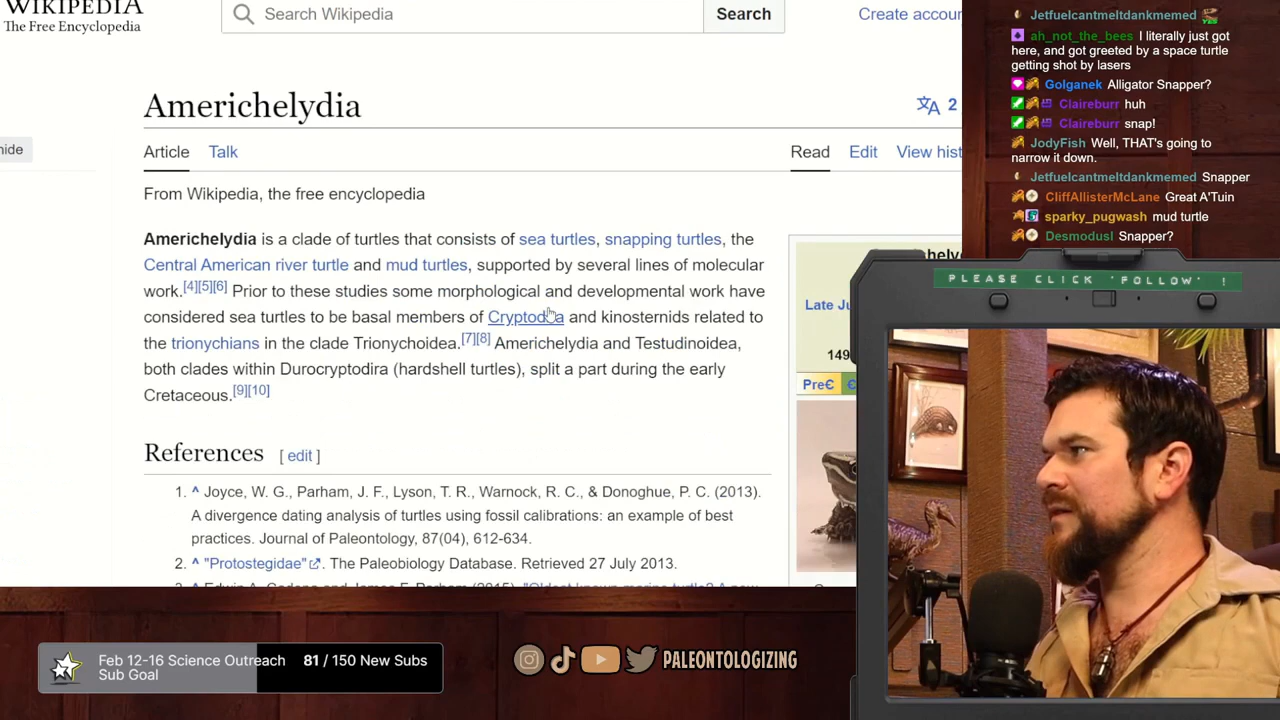 WIKIPEDIA
The Free Encyclopedia
Search Wikipedia
Search
Create accou
Americhelydia
2
hide
Article
Talk
Read
Edit
View hist
From Wikipedia, the free encyclopedia
Americhelydia is a clade of turtles that consists of sea turtles, snapping turtles, the
Central American river turtle and mud turtles, supported by several lines of molecular
work.[4][5][6] Prior to these studies some morphological and developmental work have
considered sea turtles to be basal members of Cryptodira and kinosternids related to
the trionychians in the clade Trionychoidea.[7][8] Americhelydia and Testudinoidea,
both clades within Durocryptodira (hardshell turtles), split a part during the early
Cretaceous.[9][10]
Late Ju
149
PreꞒ
References [ edit ]
1. ^ Joyce, W. G., Parham, J. F., Lyson, T. R., Warnock, R. C., & Donoghue, P. C. (2013).
A divergence dating analysis of turtles using fossil calibrations: an example of best
practices. Journal of Paleontology, 87(04), 612-634.
2. ^ "Protostegidae". The Paleobiology Database. Retrieved 27 July 2013.
Jetfuelcantmeltdankmemed
ah_not_the_bees I literally just got
here, and got greeted by a space turtle
getting shot by lasers
Golganek Alligator Snapper?
Claireburr huh
Claireburr snap!
JodyFish Well, THAT's going to
narrow it down.
Jetfuelcantmeltdankmemed Snapper
CliffAllisterMcLane Great A'Tuin
sparky_pugwash mud turtle
Desmodusl Snapper?
PLEASE CLICK 'FOLLOW' !
Feb 12-16 Science Outreach
Sub Goal
81 / 150 New Subs
PALEONTOLOGIZING